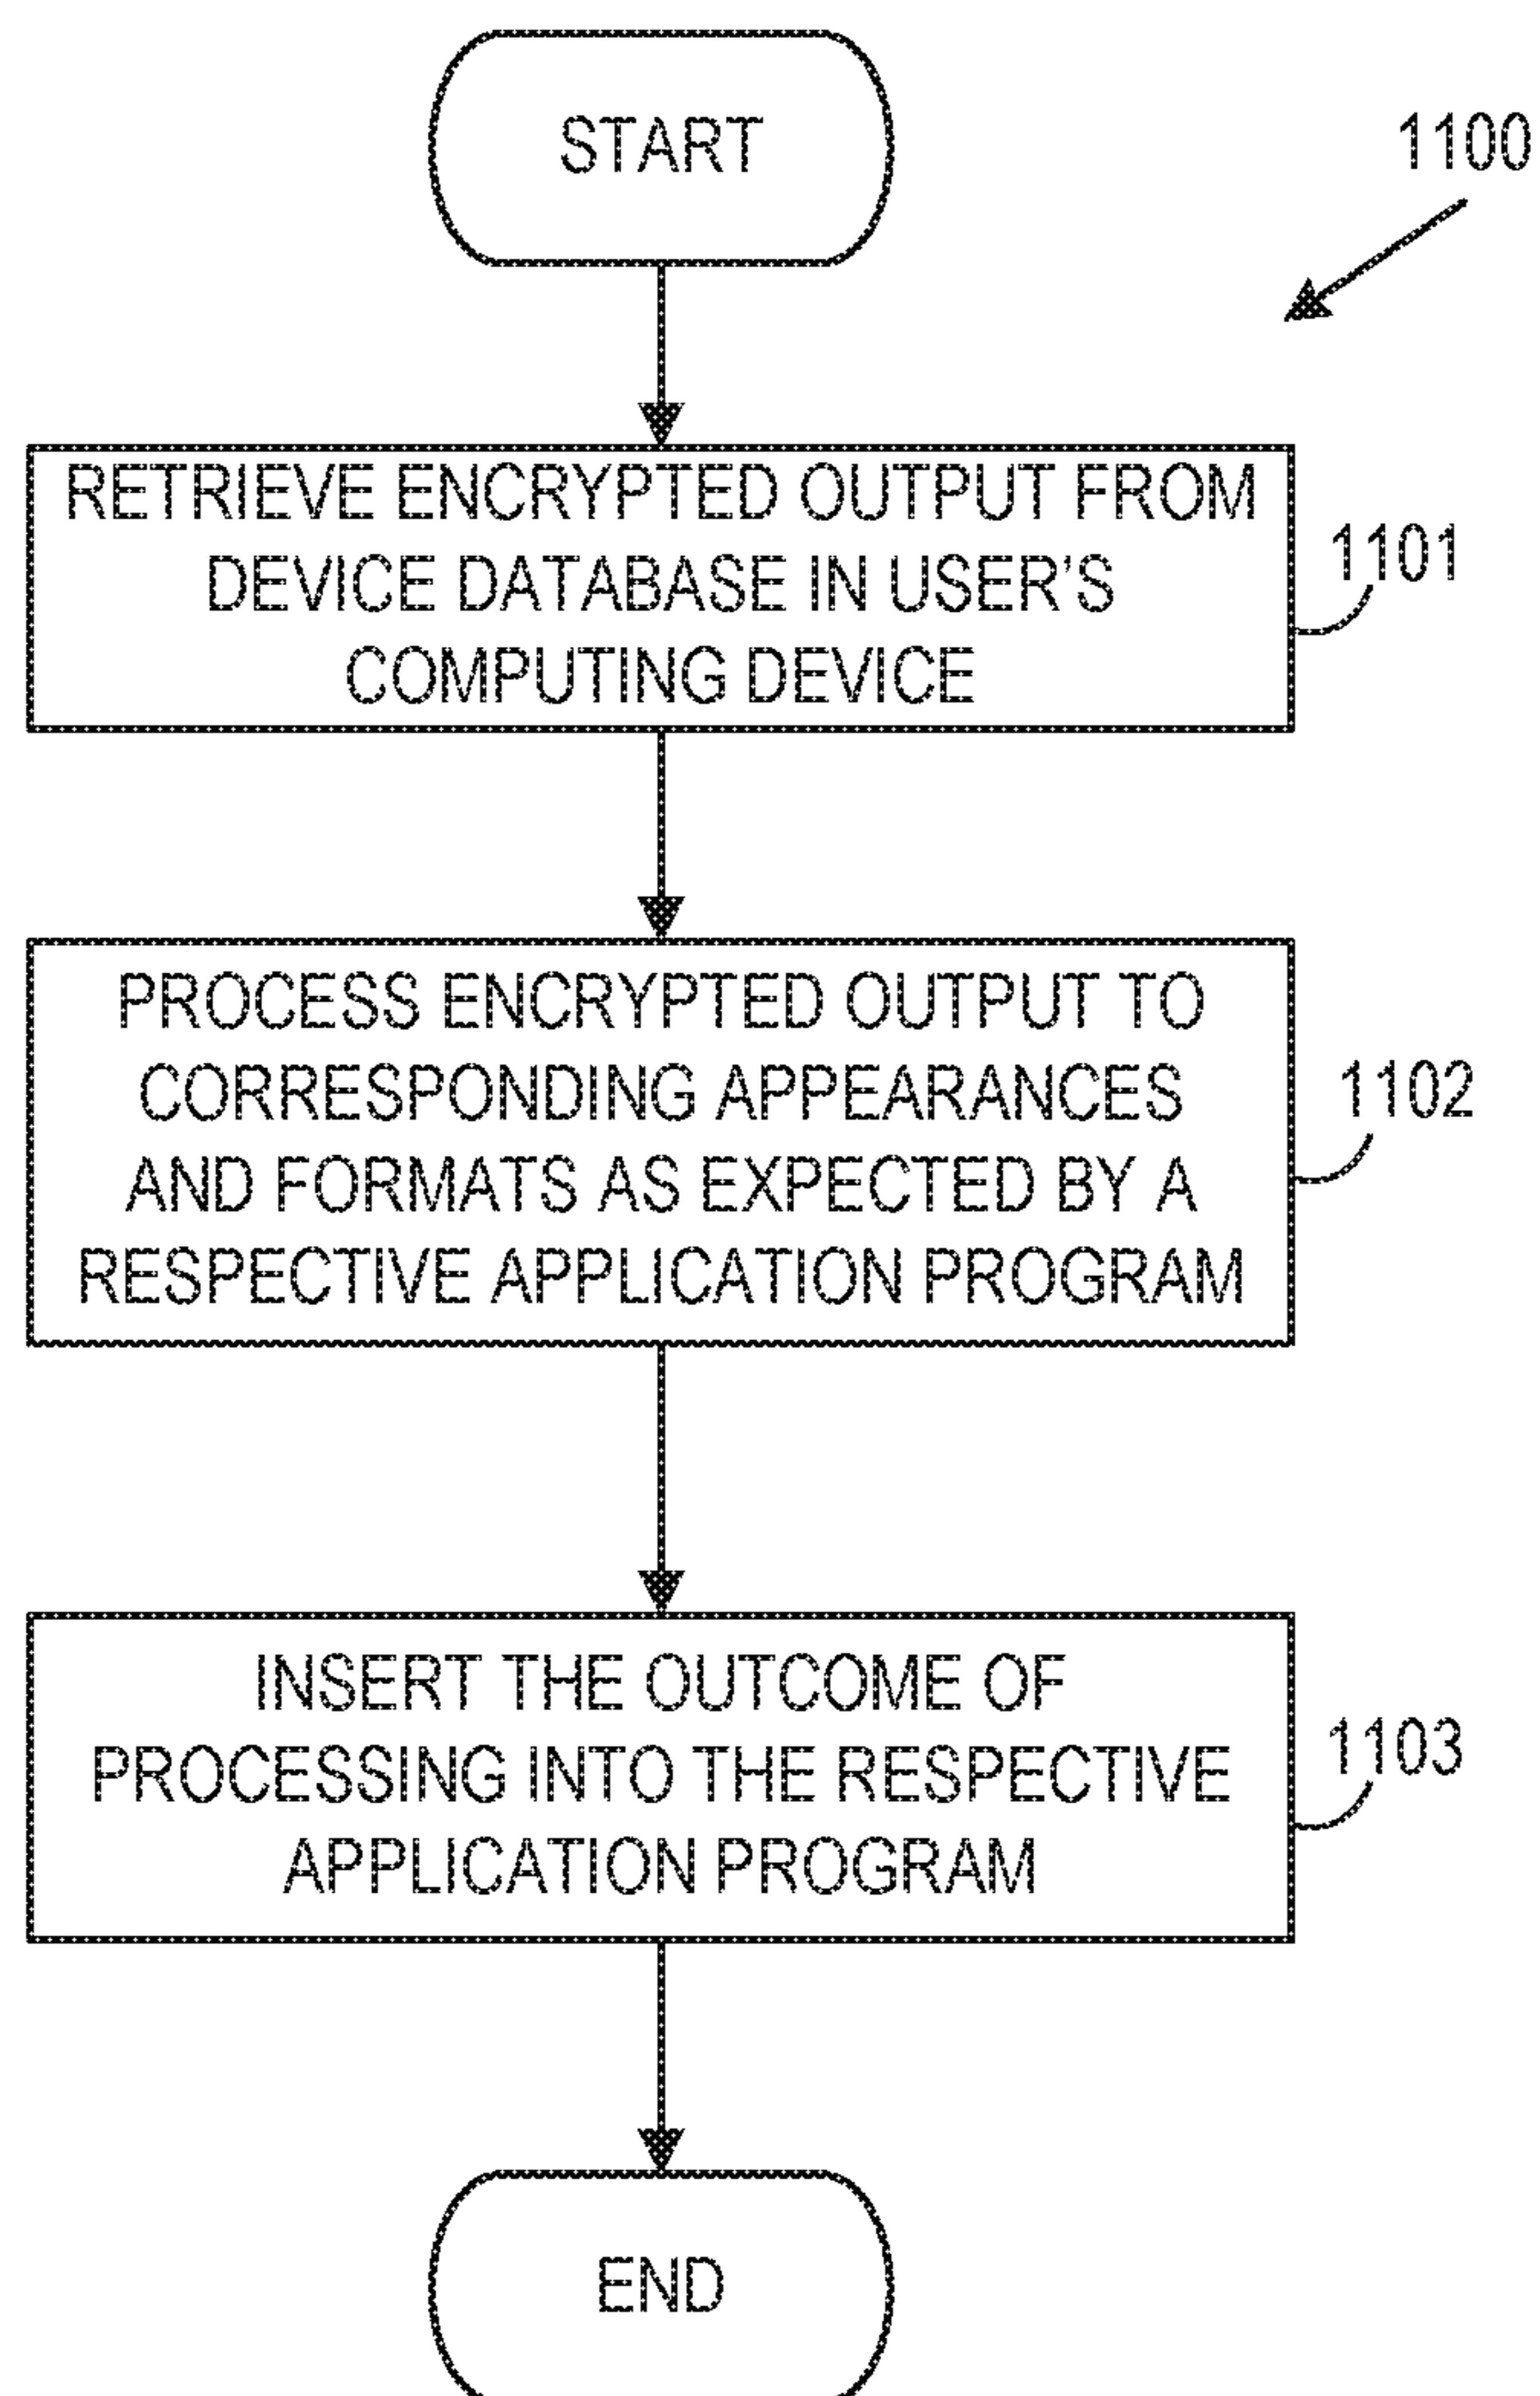 START
1100
RETRIEVE ENCRYPTED OUTPUT FROM
DEVICE DATABASE IN USER'S
COMPUTING DEVICE
1101
PROCESS ENCRYPTED OUTPUT TO
CORRESPONDING APPEARANCES
AND FORMATS AS EXPECTED BY A
RESPECTIVE APPLICATION PROGRAM
1102
INSERT THE OUTCOME OF
PROCESSING INTO THE RESPECTIVE
APPLICATION PROGRAM
1103
END